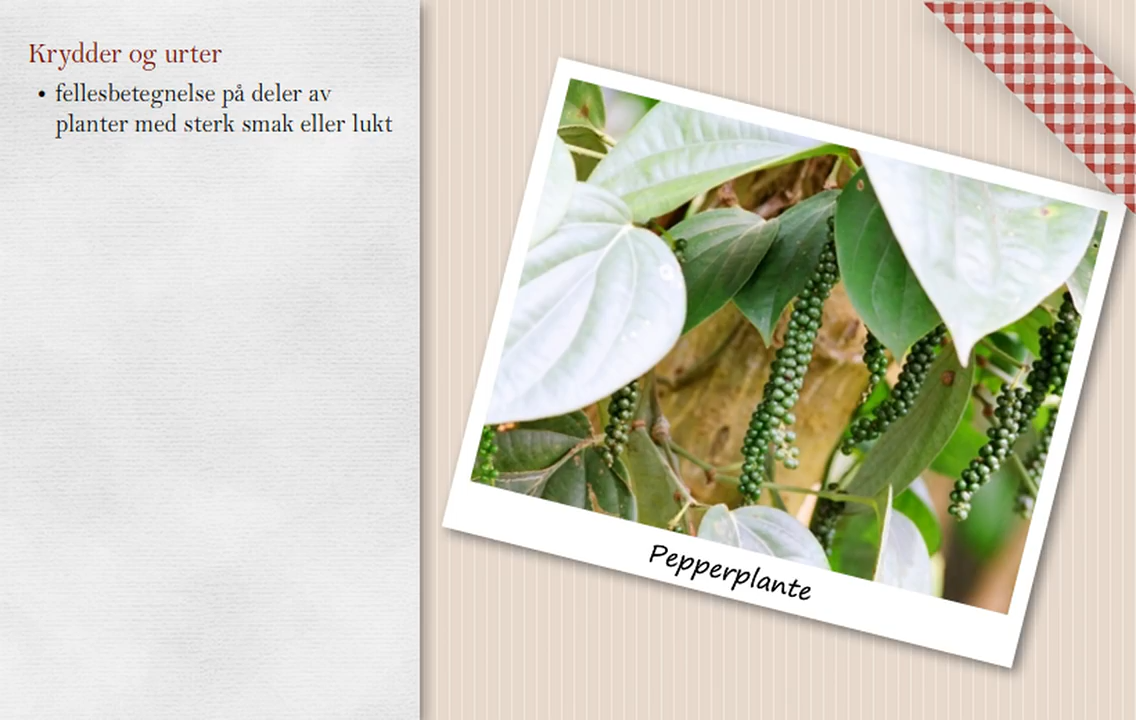 Krydder og urter
• fellesbetegnelse på deler av
planter med sterk smak eller lukt
Pepperplante